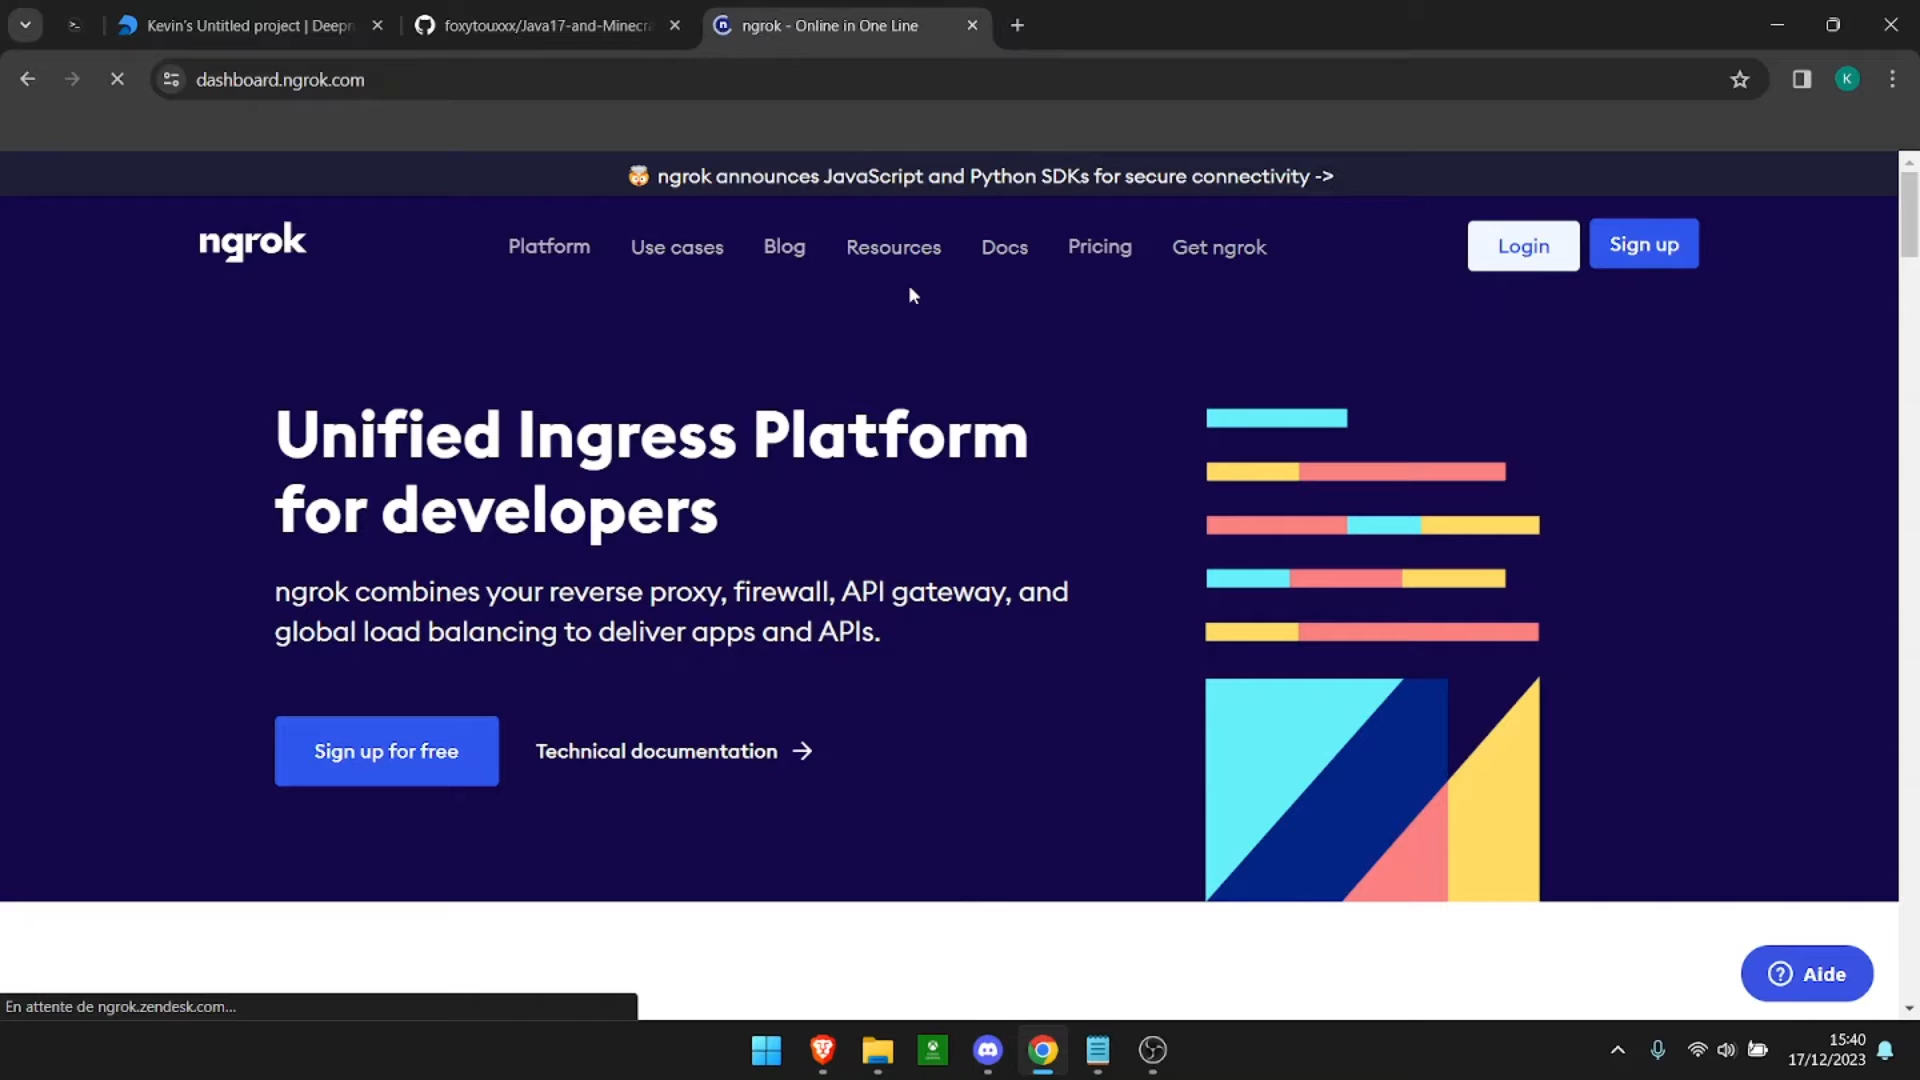 Kevin's Untitled project | Deepn
foxytouxxx/Java17-and-Minecra
ngrok - Online in One Line
dashboard.ngrok.com
K
ngrok announces JavaScript and Python SDKs for secure connectivity ->
ngrok
Platform
Use cases
Blog
Resources
Docs
Pricing
Get ngrok
Login
Sign up
Unified Ingress Platform
for developers
ngrok combines your reverse proxy, firewall, API gateway, and
global load balancing to deliver apps and APIs.
Sign up for free
Technical documentation →
? Aide
En attente de ngrok.zendesk.com...
15:40
17/12/2023